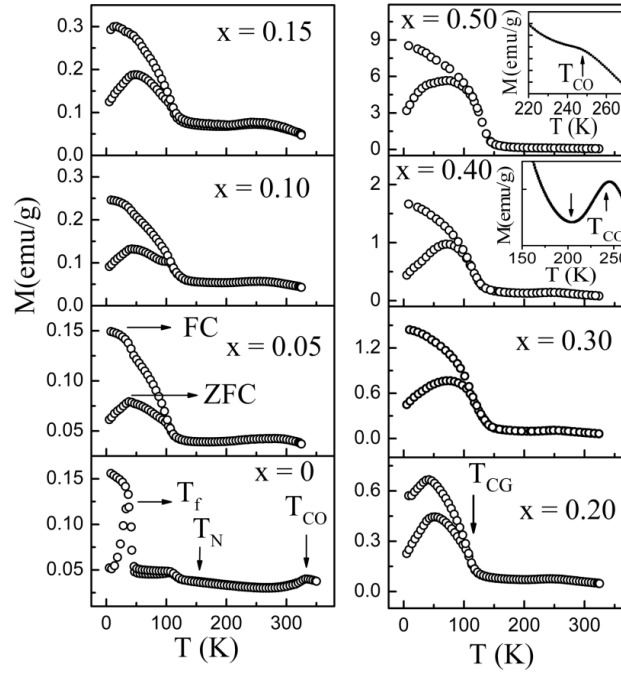 M(emu/g)
0.3
0.2
0.1
0.0
x = 0.15
0.3
0.2
0.1
0.0
x = 0.10
0.15
0.10
0.05
FC
x = 0.05
ZFC
0.15
0.10
0.05
x = 0
T_f
T_N
T_CO
0 100 200 300
T (K)
x = 0.50
9
6
3
0
M(emu/g)
T_CO
220 240 260
T (K)
x = 0.40
2
1
0
M(emu/g)
T_CO
150 200 250
T (K)
1.2
0.6
0.0
x = 0.30
0.6
0.3
0.0
T_CG
x = 0.20
0 100 200 300
T (K)